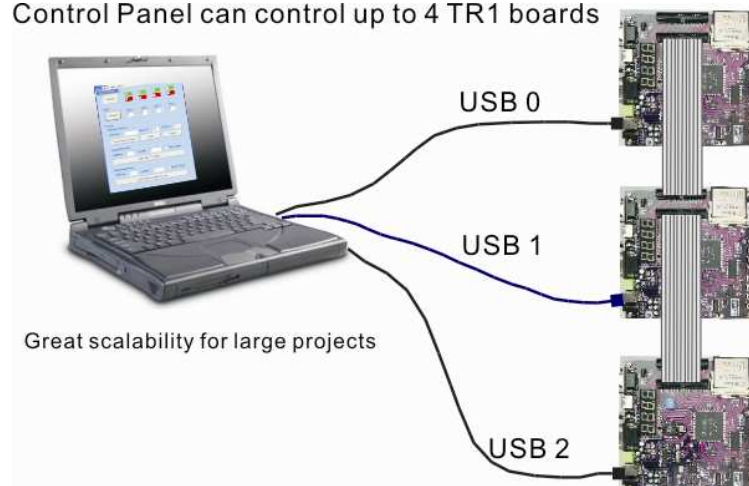 Control Panel can control up to 4 TR1 boards
USB 0
USB 1
Great scalability for large projects
USB 2